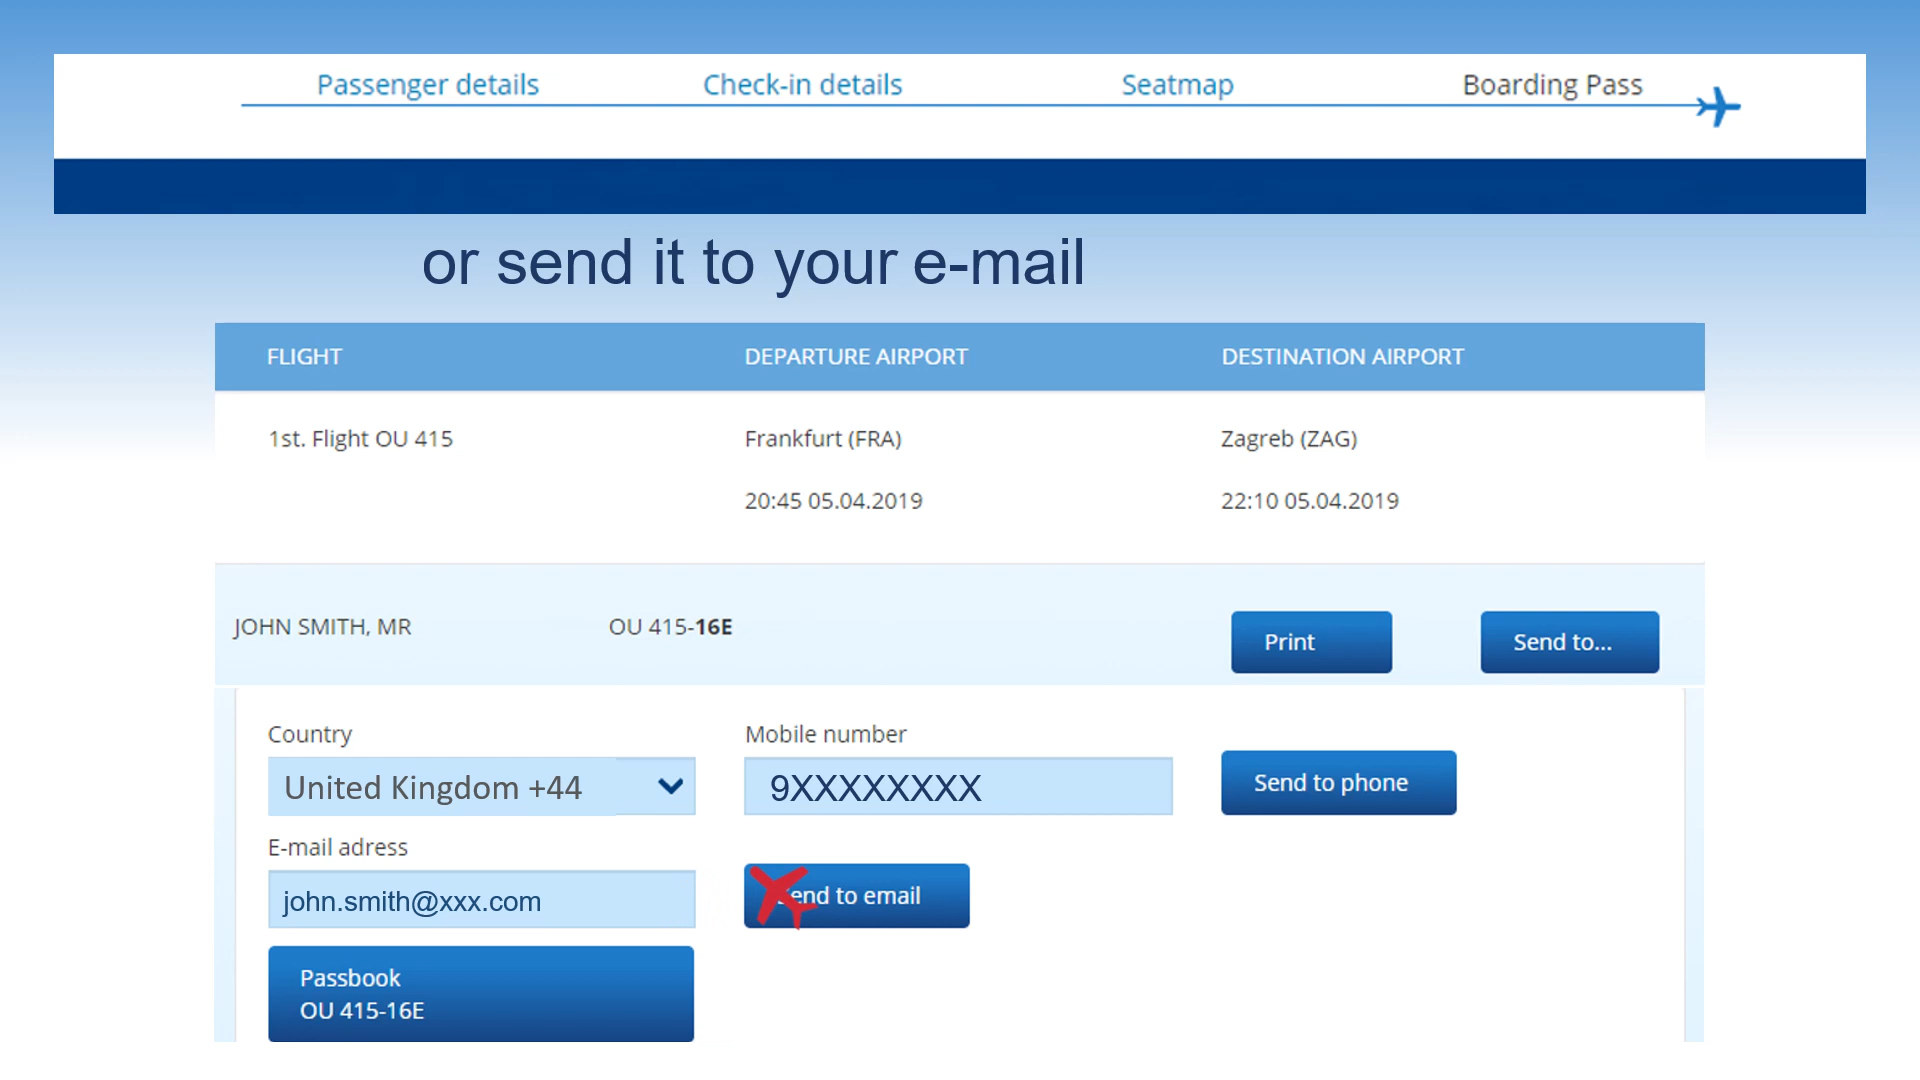 Passenger details Check-in details Seatmap Boarding Pass
or send it to your e-mail
FLIGHT DEPARTURE AIRPORT DESTINATION AIRPORT
1st. Flight OU 415 Frankfurt (FRA) Zagreb (ZAG)
20:45 05.04.2019 22:10 05.04.2019
JOHN SMITH, MR OU 415-16E Print Send to...
Country Mobile number
United Kingdom +44 9XXXXXXXX Send to phone
E-mail adress
john.smith@xxx.com Send to email
Passbook
OU 415-16E